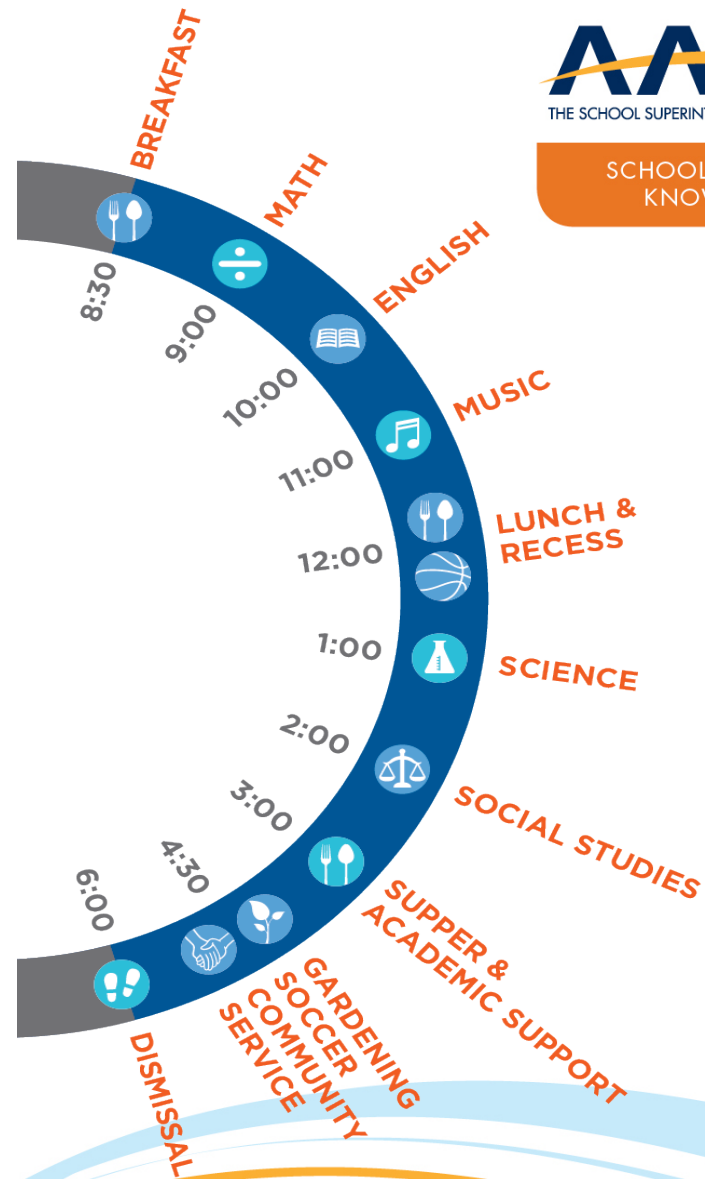 AA
THE SCHOOL SUPERIN
SCHOOL
KNO
BREAKFAST
8:30
MATH
9:00
ENGLISH
10:00
MUSIC
11:00
LUNCH &
RECESS
12:00
SCIENCE
1:00
SOCIAL STUDIES
2:00
SUPPER &
ACADEMIC SUPPORT
3:00
GARDENING
SOCCER
COMMUNITY
SERVICE
4:30
DISMISSAL
6:00